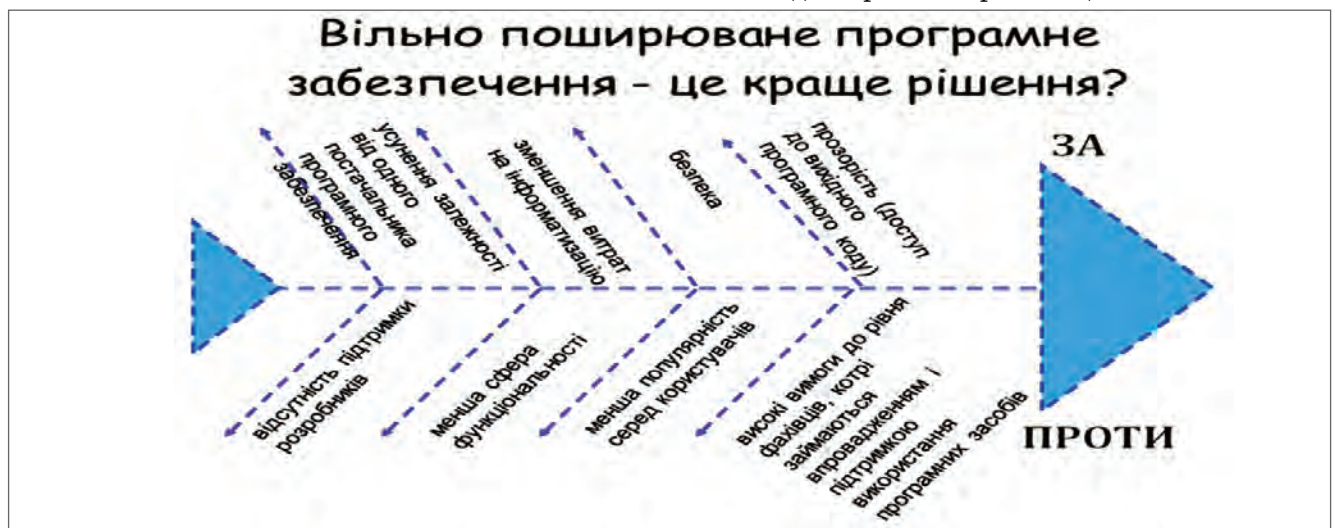 Вільно поширюване програмне
забезпечення - це краще рішення?
усунення залежності
від одного
постачальника
програмного
забезпечення
зменшення витрат
на інформатизацію
безпека
прозорість (доступ
до вихідного
програмного коду)
ЗА
відсутність підтримки
розробників
менша сфера
функціональності
менша популярність
серед користувачів
високі вимоги до рівня
фахівців, котрі
займаються
впровадженням і
підтримкою
використання
програмних засобів
ПРОТИ